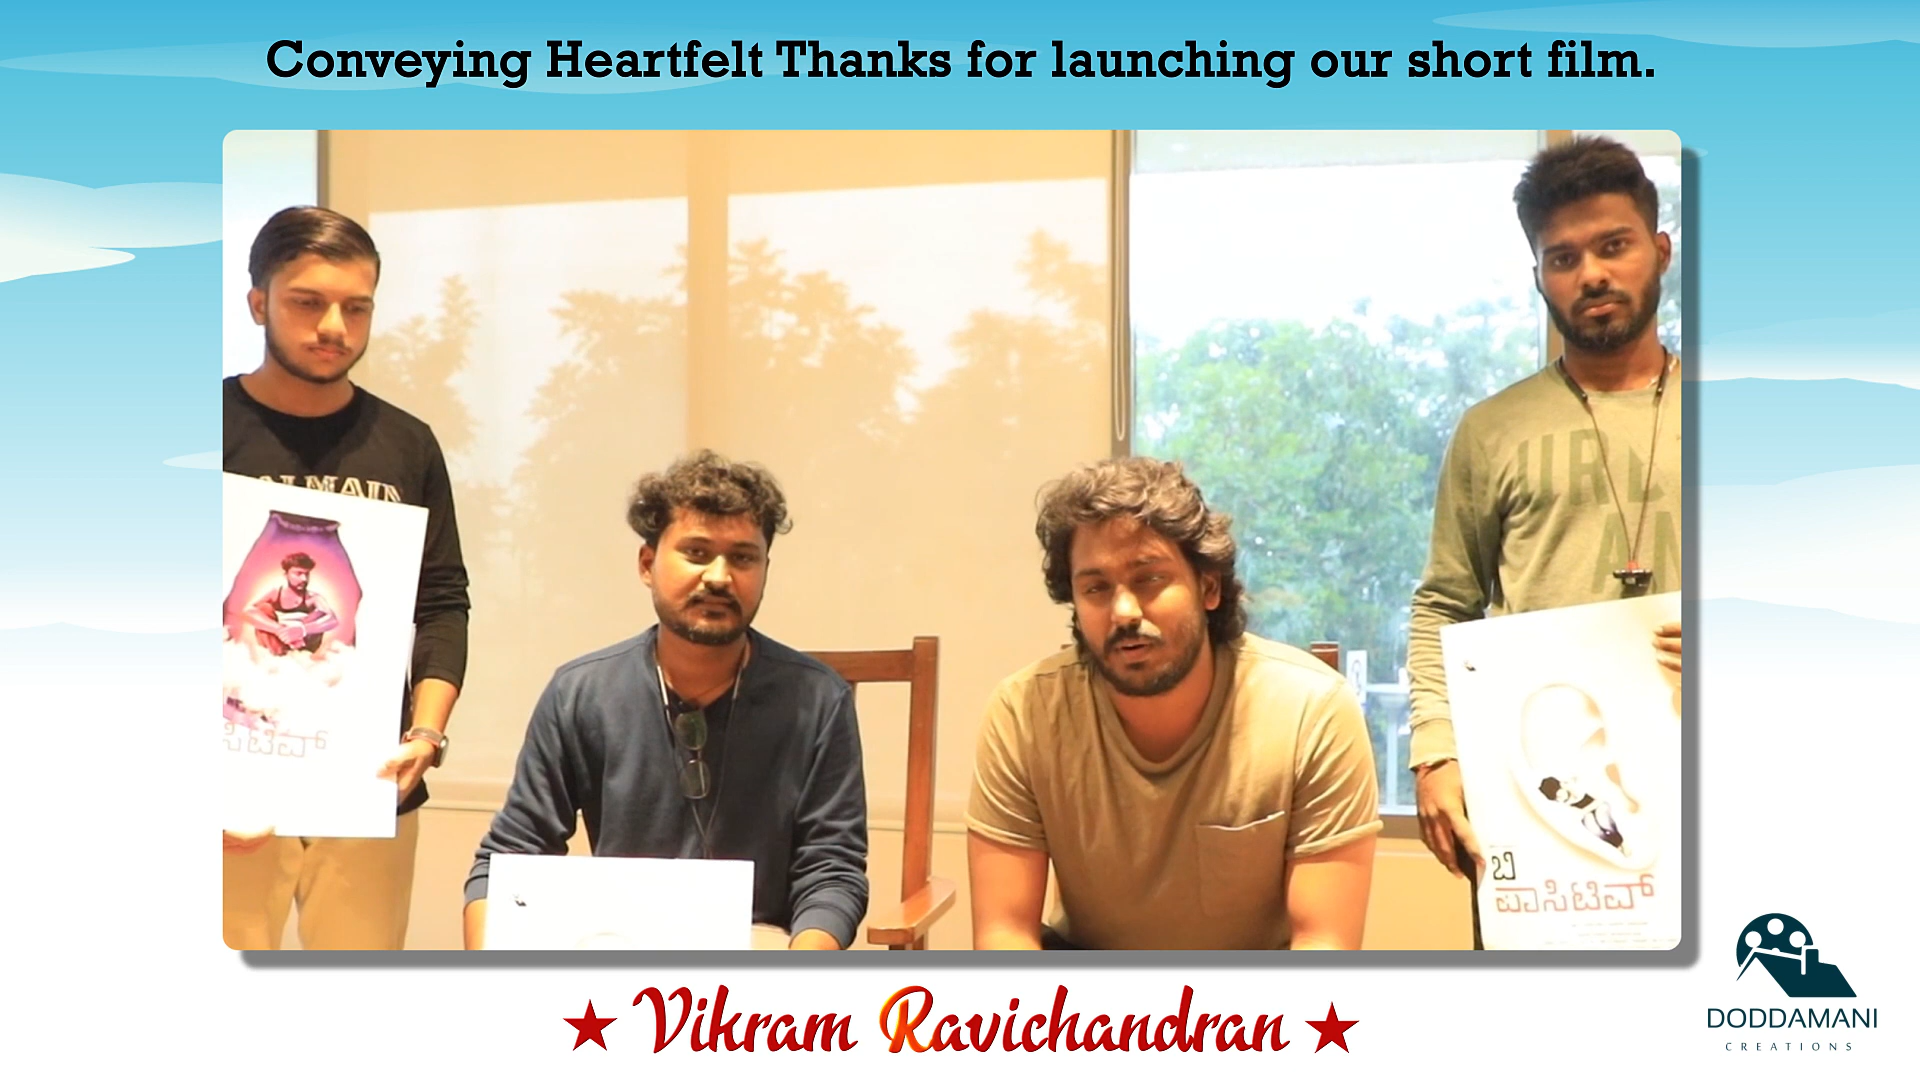 Conveying Heartfelt Thanks for launching our short film.
ಸಿಟಿವ್
ಬಿ
ಪಾಸಿಟಿವ್
Vikram Ravichandran
DODDAMANI
CREATIONS